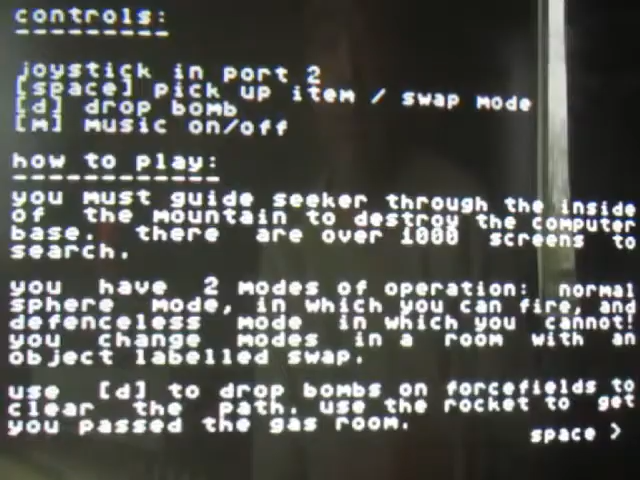 controls:
---------
joystick in port 2
[space] pick up item / swap mode
[d] drop bomb
[m] music on/off
how to play:
------------
you must guide seeker through the inside
of the mountain to destroy the computer
base. there are over 1000 screens to
search.
you have 2 modes of operation: normal
sphere mode, in which you can fire, and
defenceless mode in which you cannot!
you change modes in a room with an
object labelled swap.
use [d] to drop bombs on forcefields to
clear the path. use the rocket to get
you passed the gas room.
space >